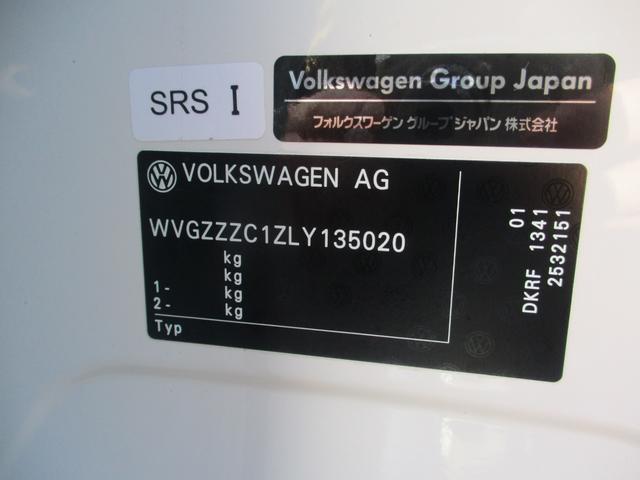 SRS I
Volkswagen Group Japan
フォルクスワーゲン グループ ジャパン 株式会社
VOLKSWAGEN AG
WVGZZZC1ZLY135020
kg
kg
1- kg
2- kg
Typ
01
DKRF 1341
2532151